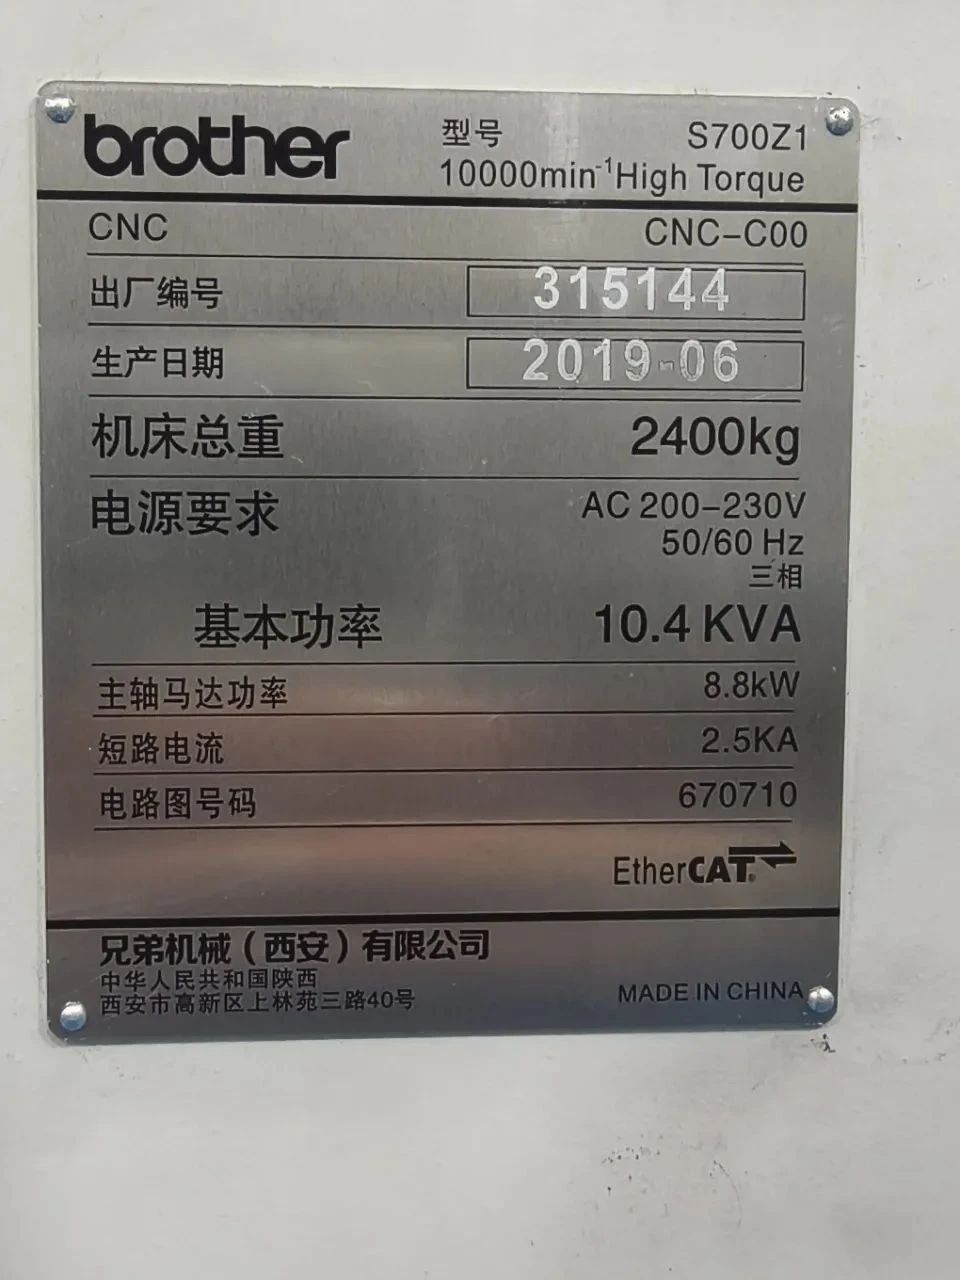 brother
型号 S700Z1
10000min⁻¹High Torque
CNC CNC-C00
出厂编号 315144
生产日期 2019-06
机床总重 2400kg
电源要求 AC 200-230V
50/60 Hz
三相
基本功率 10.4 KVA
主轴马达功率 8.8kW
短路电流 2.5KA
电路图号码 670710
EtherCAT®
兄弟机械（西安）有限公司
中华人民共和国陕西
西安市高新区上林苑三路40号 MADE IN CHINA